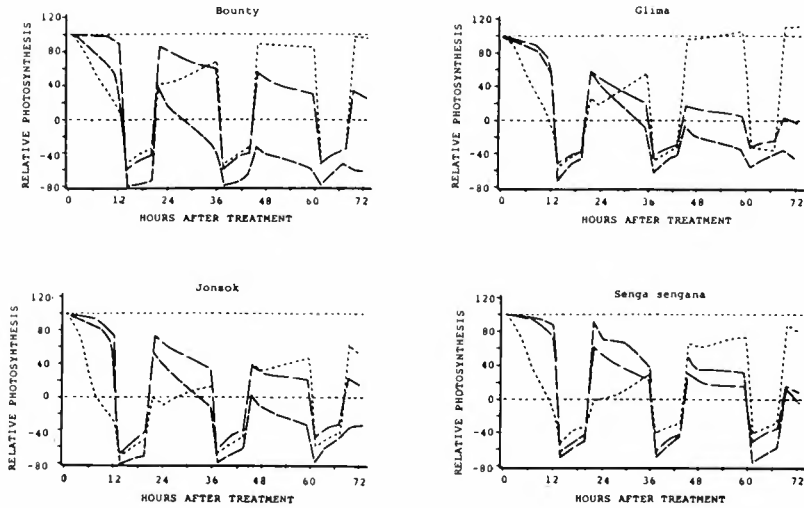 Bounty
120
80
40
0
-40
-80
RELATIVE PHOTOSYNTHESIS
0 12 24 36 48 60 72
HOURS AFTER TREATMENT
Glima
120
80
40
0
-40
-80
RELATIVE PHOTOSYNTHESIS
0 12 24 36 48 60 72
HOURS AFTER TREATMENT
Jonsok
120
80
40
0
-40
-80
RELATIVE PHOTOSYNTHESIS
0 12 24 36 48 60 72
HOURS AFTER TREATMENT
Senga sengana
120
80
40
0
-40
-80
RELATIVE PHOTOSYNTHESIS
0 12 24 36 48 60 72
HOURS AFTER TREATMENT